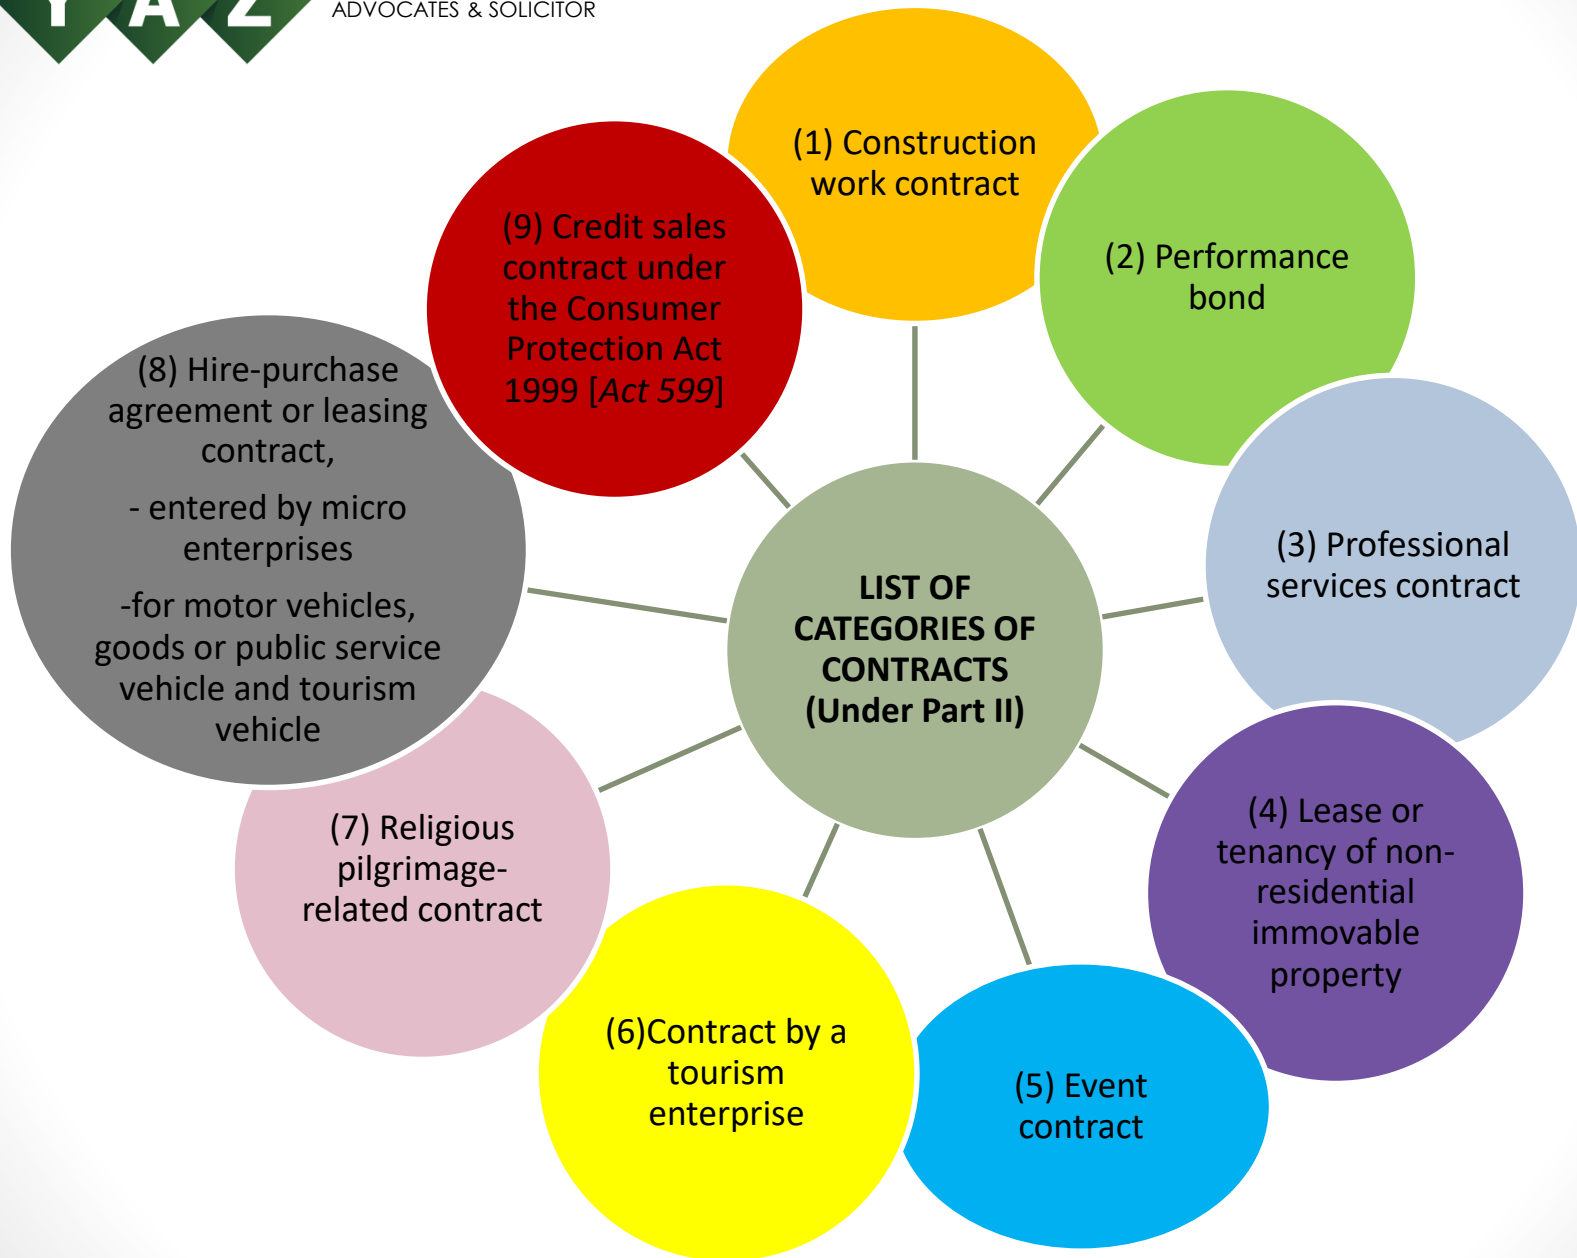 Y A Z
ADVOCATES & SOLICITOR
(1) Construction
work contract
(2) Performance
bond
(3) Professional
services contract
(4) Lease or
tenancy of non-
residential
immovable
property
(5) Event
contract
(6)Contract by a
tourism
enterprise
(7) Religious
pilgrimage-
related contract
(8) Hire-purchase
agreement or leasing
contract,
- entered by micro
enterprises
-for motor vehicles,
goods or public service
vehicle and tourism
vehicle
(9) Credit sales
contract under
the Consumer
Protection Act
1999 [Act 599]
LIST OF
CATEGORIES OF
CONTRACTS
(Under Part II)